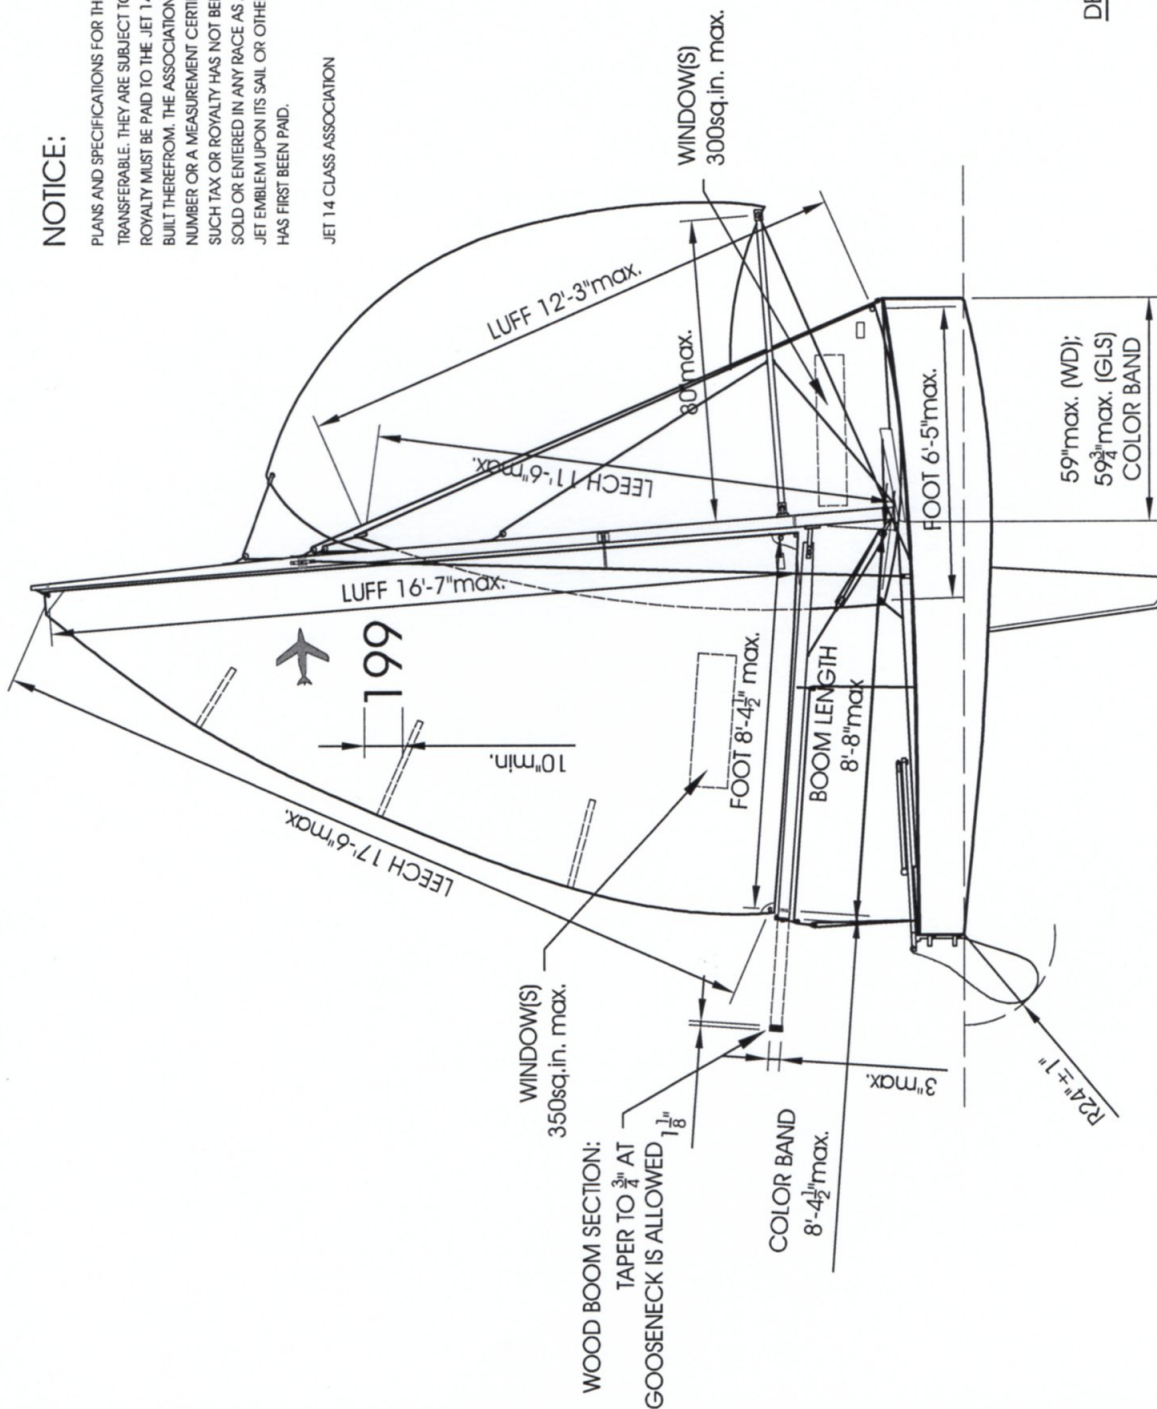 NOTICE:
PLANS AND SPECIFICATIONS FOR TH
TRANSFERABLE. THEY ARE SUBJECT TO
ROYALTY MUST BE PAID TO THE JET 14
BUILT THEREFROM. THE ASSOCIATION
NUMBER OR A MEASUREMENT CERTI
SUCH TAX OR ROYALTY HAS NOT BE
SOLD OR ENTERED IN ANY RACE AS
JET EMBLEM UPON ITS SAIL OR OTHE
HAS FIRST BEEN PAID.
JET 14 CLASS ASSOCIATION
WINDOW(S)
300sq.in. max.
LUFF 12'-3"max.
80"max.
LEECH 11'-6"max.
FOOT 6'-5"max.
59"max. (WD);
59¾"max. (GLS)
COLOR BAND
LUFF 16'-7"max.
199
10"min.
LEECH 17'-6"max.
FOOT 8'-4½" max.
BOOM LENGTH
8'-8"max
WINDOW(S)
350sq.in. max.
WOOD BOOM SECTION:
TAPER TO ¾" AT
GOOSENECK IS ALLOWED
1⅛"
3"max.
COLOR BAND
8'-4½"max.
R24"±1"
DE